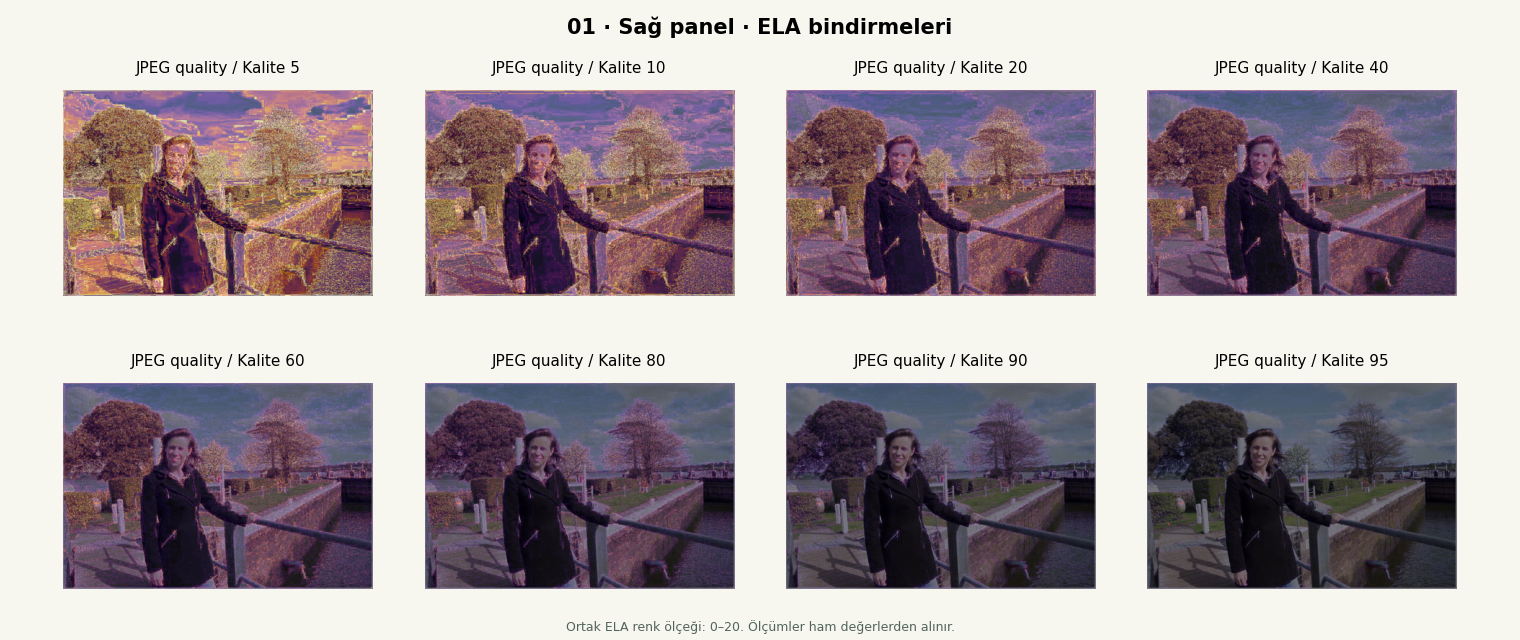 01 · Sağ panel · ELA bindirmeleri
JPEG quality / Kalite 5
JPEG quality / Kalite 10
JPEG quality / Kalite 20
JPEG quality / Kalite 40
JPEG quality / Kalite 60
JPEG quality / Kalite 80
JPEG quality / Kalite 90
JPEG quality / Kalite 95
Ortak ELA renk ölçeği: 0–20. Ölçümler ham değerlerden alınır.